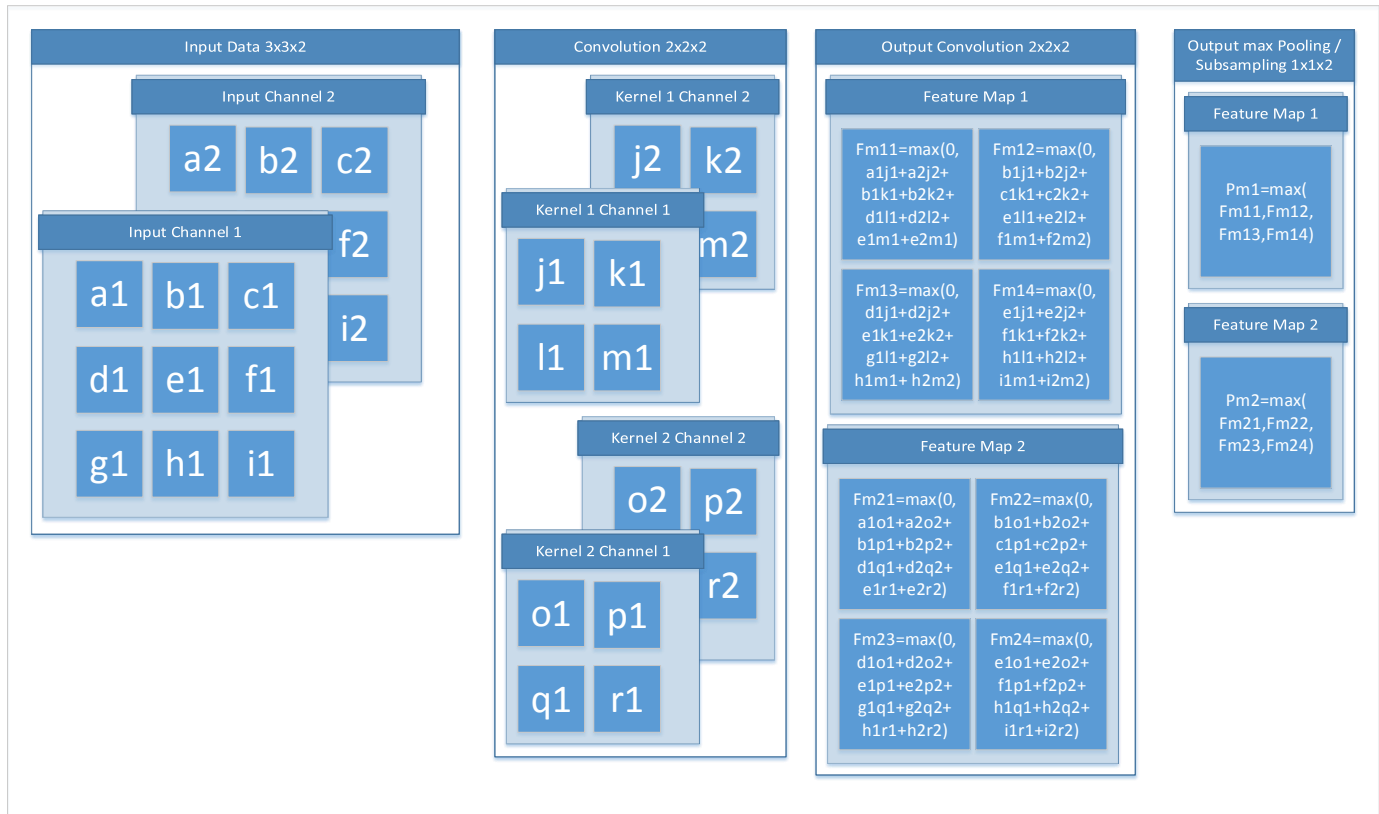 Input Data 3x3x2
Input Channel 2
a2 b2 c2
f2
i2
Input Channel 1
a1 b1 c1
d1 e1 f1
g1 h1 i1
Convolution 2x2x2
Kernel 1 Channel 2
j2 k2
m2
Kernel 1 Channel 1
j1 k1
l1 m1
Kernel 2 Channel 2
o2 p2
r2
Kernel 2 Channel 1
o1 p1
q1 r1
Output Convolution 2x2x2
Feature Map 1
Fm11=max(0,
a1j1+a2j2+
b1k1+b2k2+
d1l1+d2l2+
e1m1+e2m1)
Fm12=max(0,
b1j1+b2j2+
c1k1+c2k2+
e1l1+e2l2+
f1m1+f2m2)
Fm13=max(0,
d1j1+d2j2+
e1k1+e2k2+
g1l1+g2l2+
h1m1+ h2m2)
Fm14=max(0,
e1j1+e2j2+
f1k1+f2k2+
h1l1+h2l2+
i1m1+i2m2)
Feature Map 2
Fm21=max(0,
a1o1+a2o2+
b1p1+b2p2+
d1q1+d2q2+
e1r1+e2r2)
Fm22=max(0,
b1o1+b2o2+
c1p1+c2p2+
e1q1+e2q2+
f1r1+f2r2)
Fm23=max(0,
d1o1+d2o2+
e1p1+e2p2+
g1q1+g2q2+
h1r1+h2r2)
Fm24=max(0,
e1o1+e2o2+
f1p1+f2p2+
h1q1+h2q2+
i1r1+i2r2)
Output max Pooling /
Subsampling 1x1x2
Feature Map 1
Pm1=max(
Fm11,Fm12,
Fm13,Fm14)
Feature Map 2
Pm2=max(
Fm21,Fm22,
Fm23,Fm24)